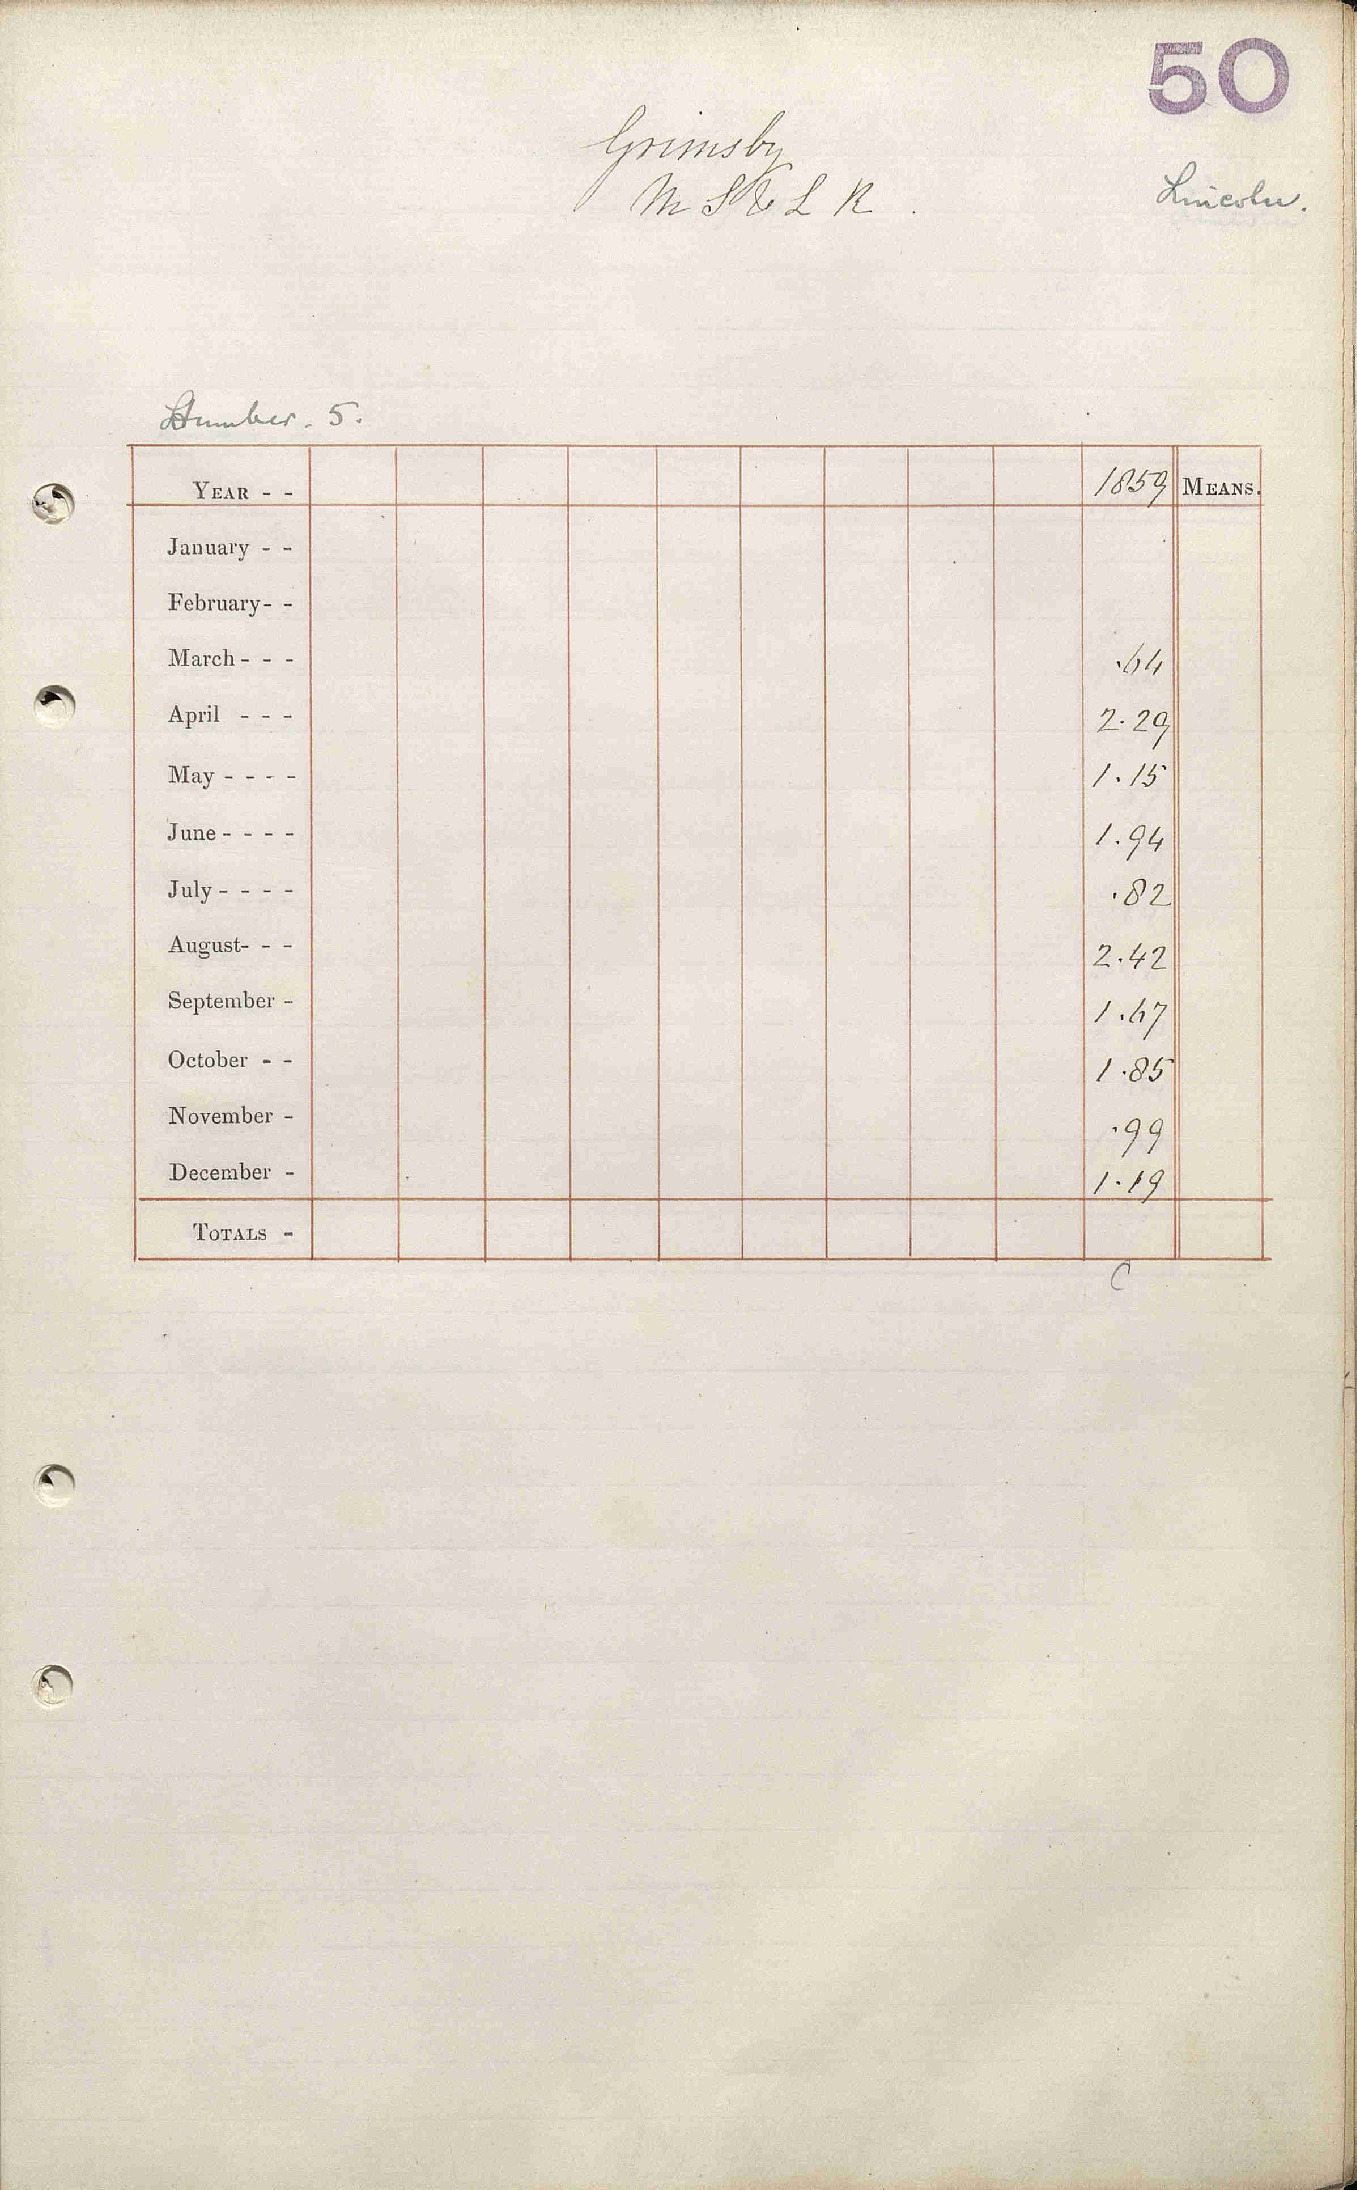 50
Grimsby
M S & L R .
Lincoln.
Humber. 5.
YEAR - - 1859 MEANS.
January - -
February - -
March - - - .64
April - - - 2.29
May - - - - 1.15
June - - - - 1.94
July - - - - .82
August - - - 2.42
September - 1.67
October - - 1.85
November - .99
December - 1.19
TOTALS -
C